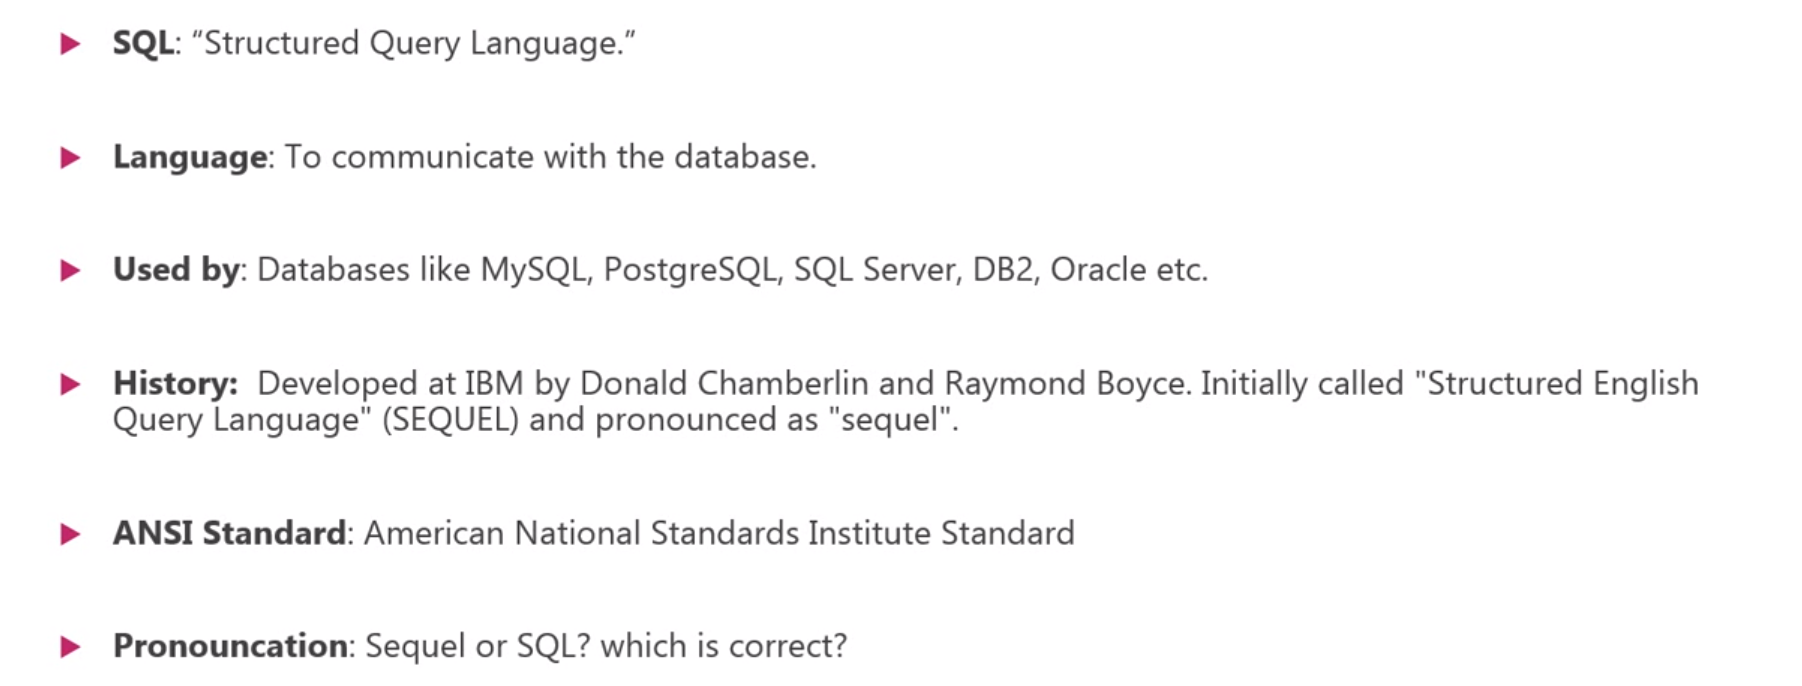 SQL: “Structured Query Language.”
Language: To communicate with the database.
Used by: Databases like MySQL, PostgreSQL, SQL Server, DB2, Oracle etc.
History:  Developed at IBM by Donald Chamberlin and Raymond Boyce. Initially called "Structured English
Query Language" (SEQUEL) and pronounced as "sequel".
ANSI Standard: American National Standards Institute Standard
Pronouncation: Sequel or SQL? which is correct?